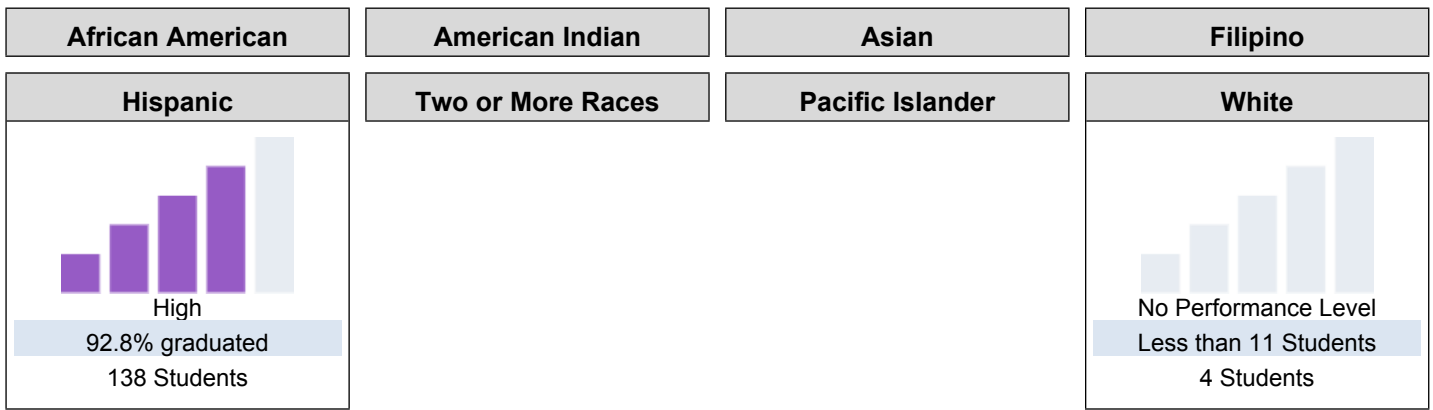 African American
American Indian
Asian
Filipino
Hispanic
High
92.8% graduated
138 Students
Two or More Races
Pacific Islander
White
No Performance Level
Less than 11 Students
4 Students